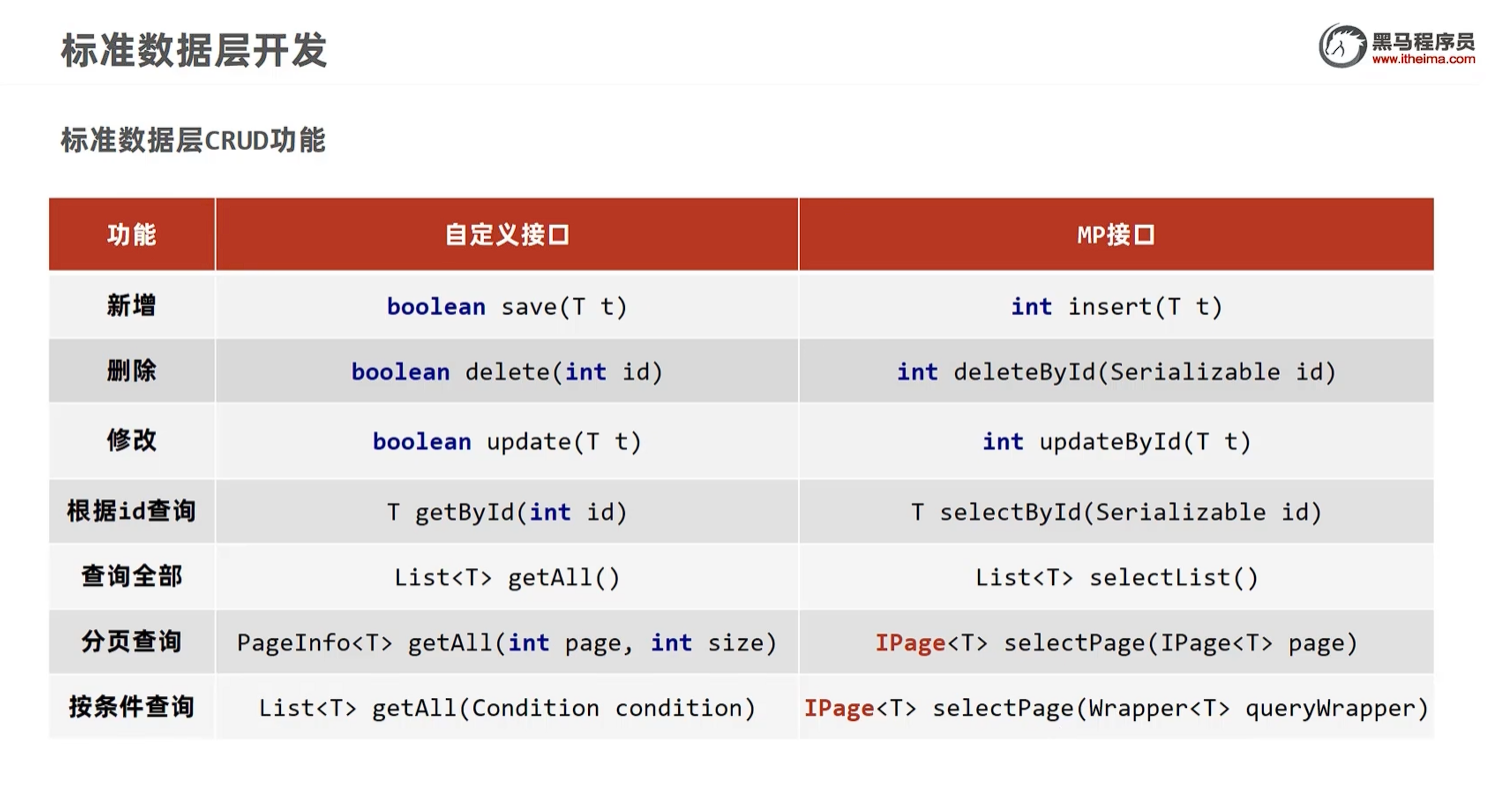 标准数据层开发
黑马程序员
www.itheima.com
标准数据层CRUD功能
功能 自定义接口 MP接口
新增 boolean save(T t) int insert(T t)
删除 boolean delete(int id) int deleteById(Serializable id)
修改 boolean update(T t) int updateById(T t)
根据id查询 T getById(int id) T selectById(Serializable id)
查询全部 List<T> getAll() List<T> selectList()
分页查询 PageInfo<T> getAll(int page, int size) IPage<T> selectPage(IPage<T> page)
按条件查询 List<T> getAll(Condition condition) IPage<T> selectPage(Wrapper<T> queryWrapper)